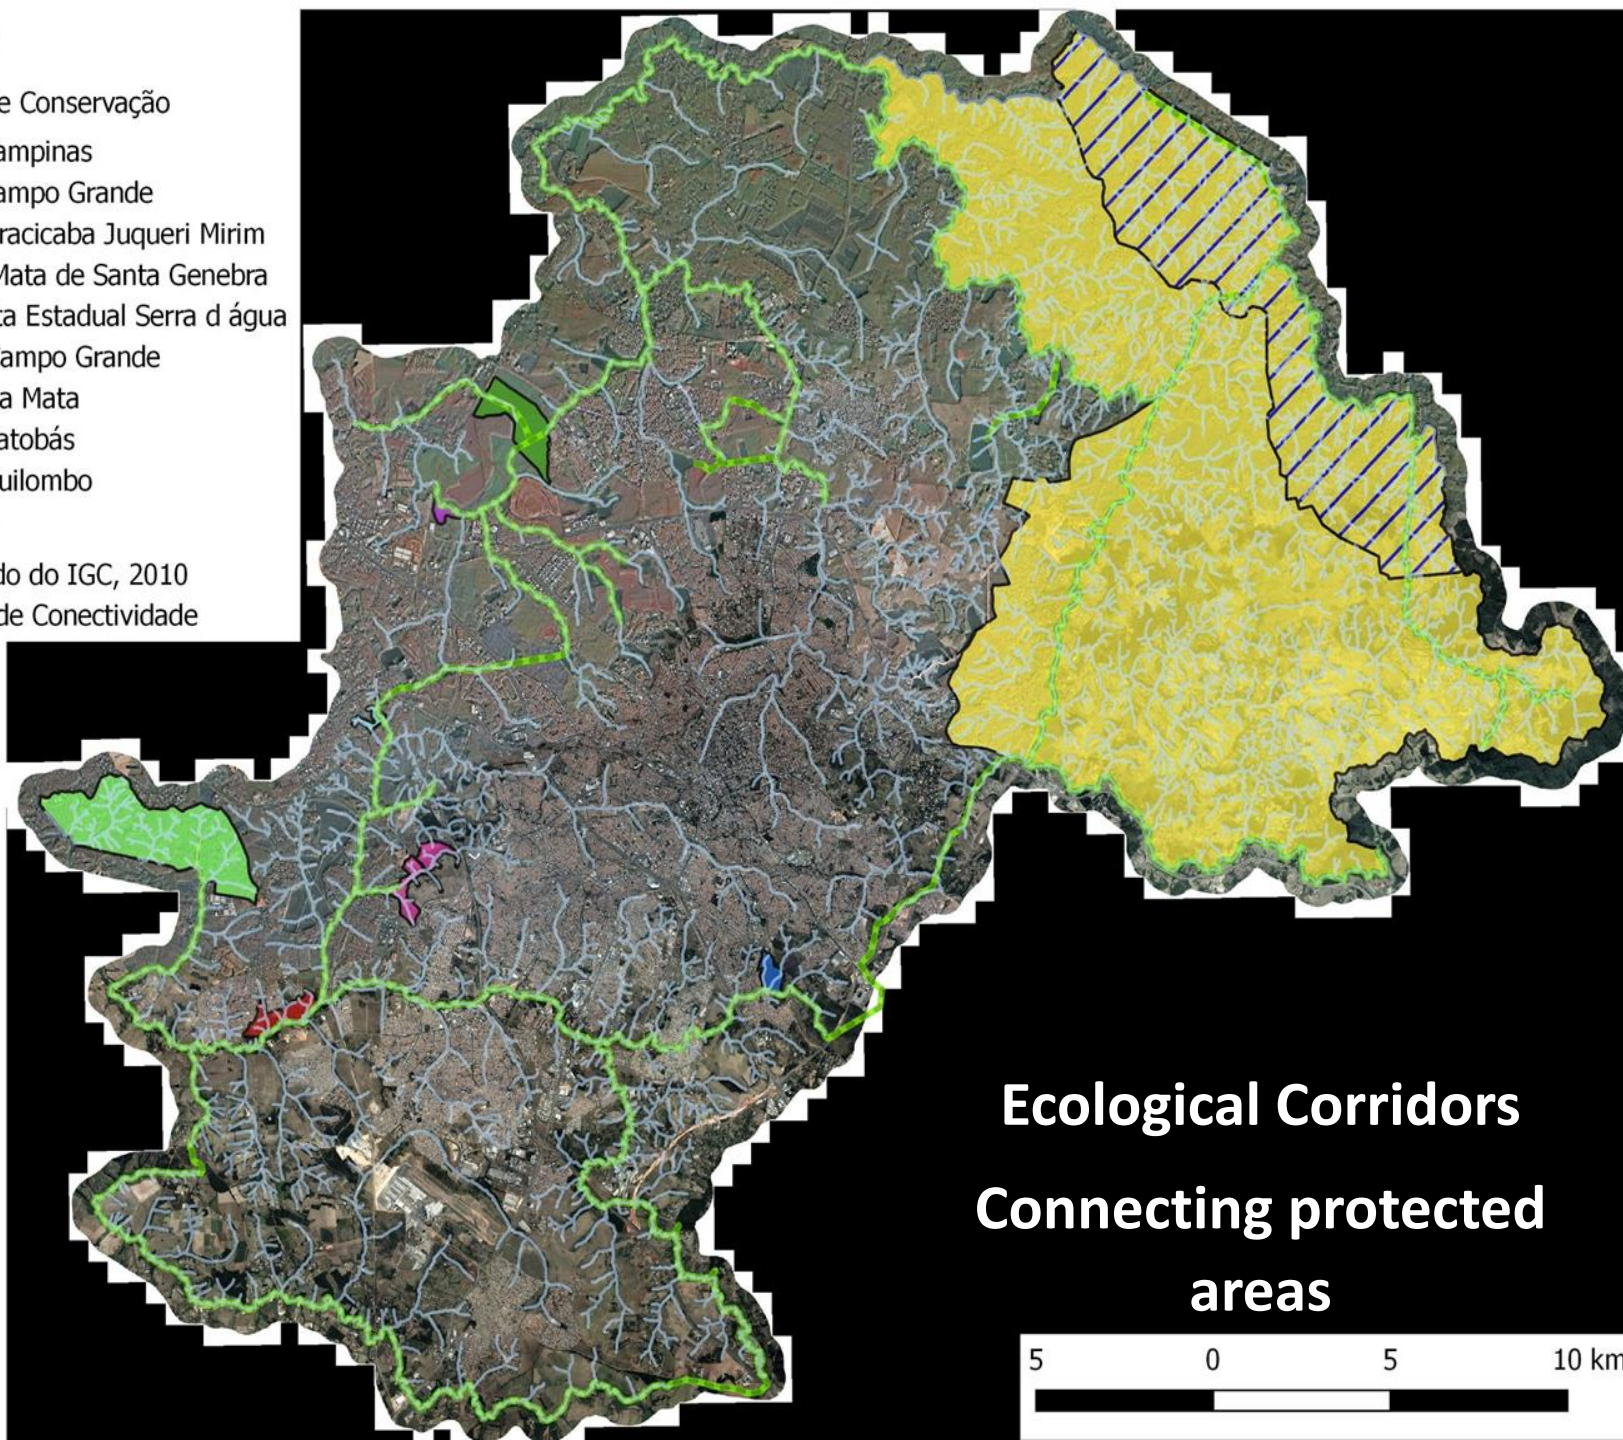 e Conservação
ampinas
ampo Grande
racicaba Juqueri Mirim
Mata de Santa Genebra
ta Estadual Serra d água
ampo Grande
a Mata
atobás
uilombo
do do IGC, 2010
de Conectividade
Ecological Corridors
Connecting protected
areas
5 0 5 10 km